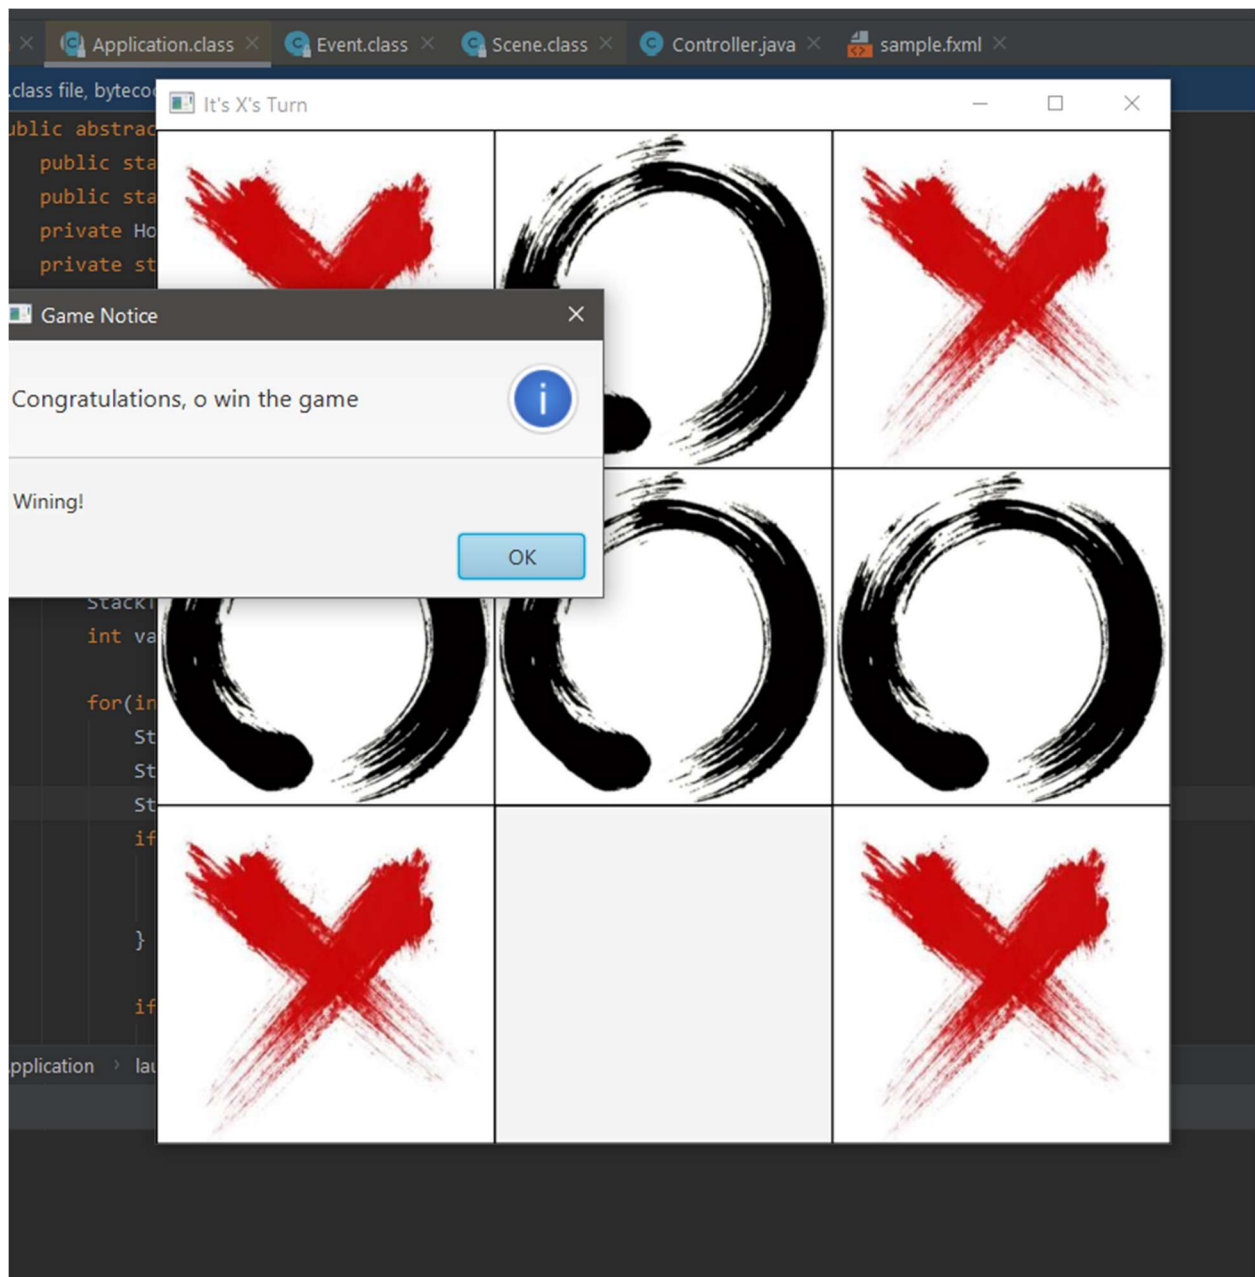 Application.class
Event.class
Scene.class
Controller.java
sample.fxml
.class file,
It's X's Turn
abstrac
public sta
public sta
private Ho
private st
Game Notice
Congratulations, o win the game
Wining!
OK
int va
for(in
St
St
St
if
}
if
pplication
lau